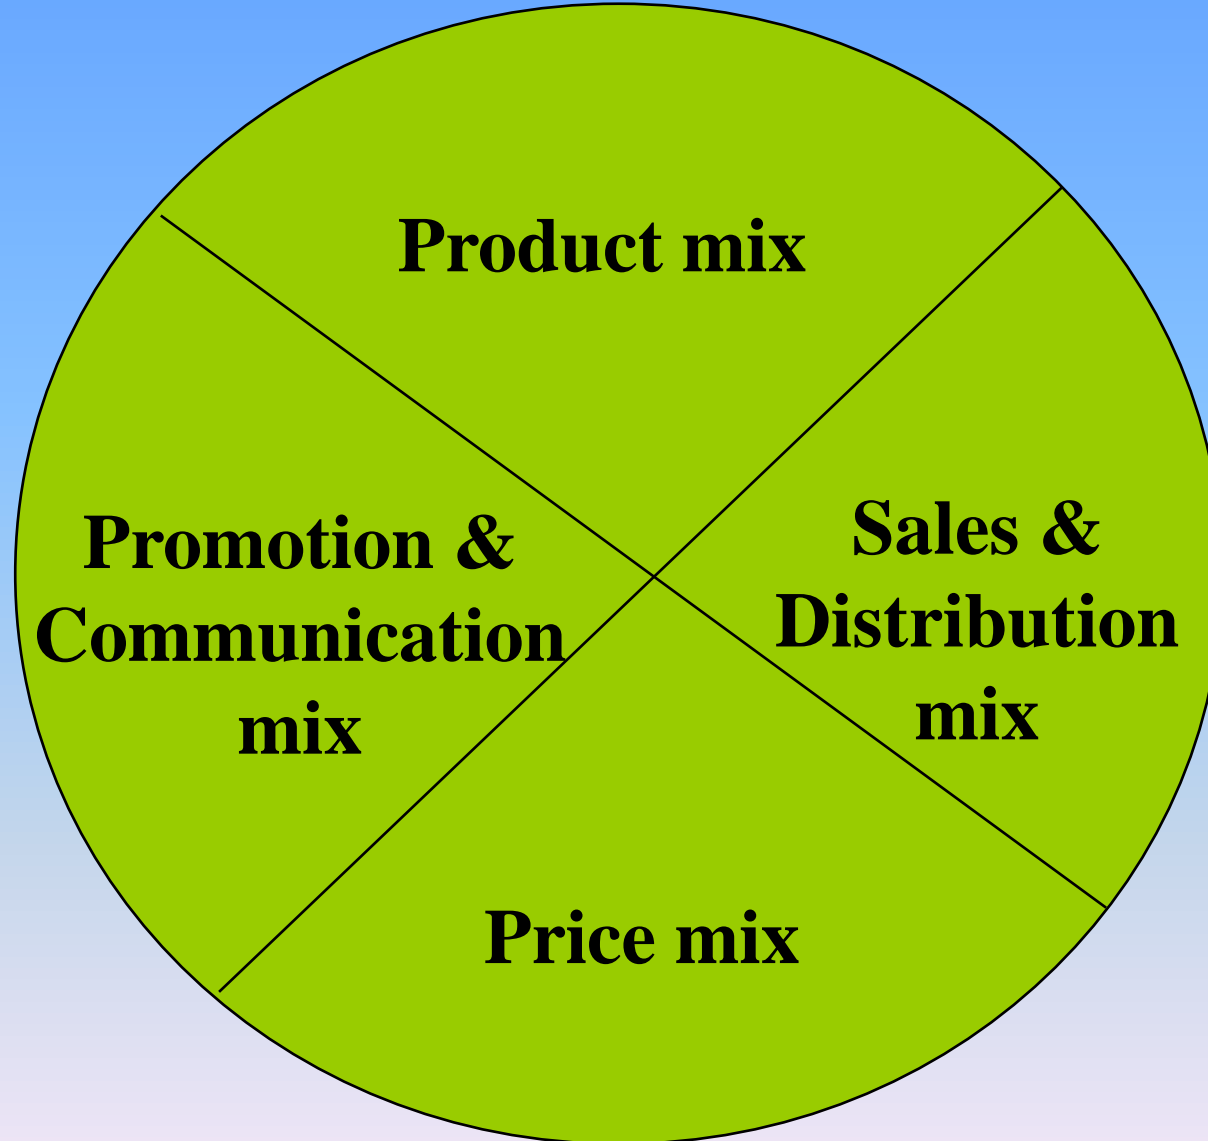 Product mix
Promotion &
Communication
mix
Sales &
Distribution
mix
Price mix